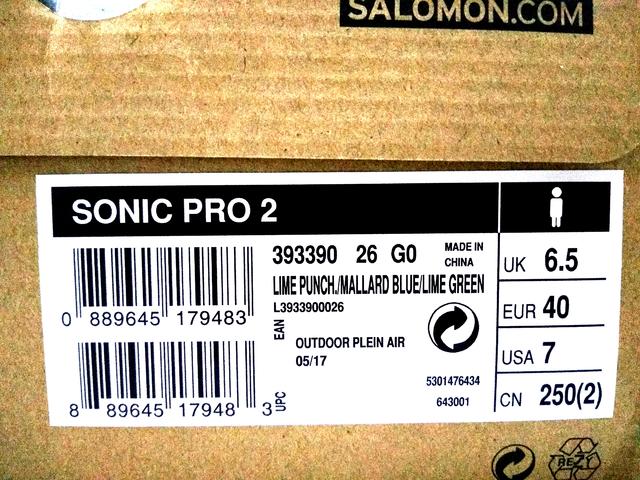 SALOMON.COM
SONIC PRO 2
393390 26 G0
MADE IN
CHINA
LIME PUNCH./MALLARD BLUE/LIME GREEN
L3933900026
0 889645 179483
EAN
OUTDOOR PLEIN AIR
05/17
5301476434
643001
8 89645 17948 3
UPC
UK 6.5
EUR 40
USA 7
CN 250(2)
REZY